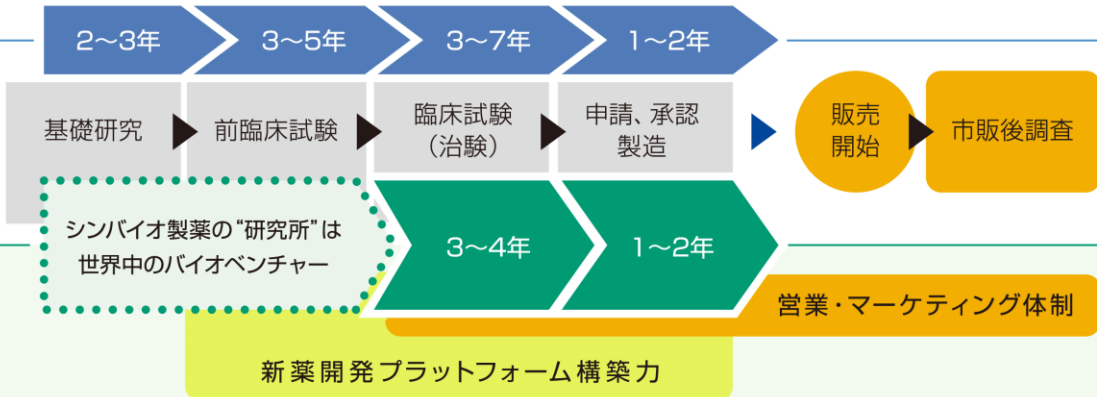 2〜3年
3〜5年
3〜7年
1〜2年
基礎研究
前臨床試験
臨床試験
(治験)
申請、承認
製造
販売
開始
市販後調査
シンバイオ製薬の“研究所”は
世界中のバイオベンチャー
3〜4年
1〜2年
営業・マーケティング体制
新薬開発プラットフォーム構築力